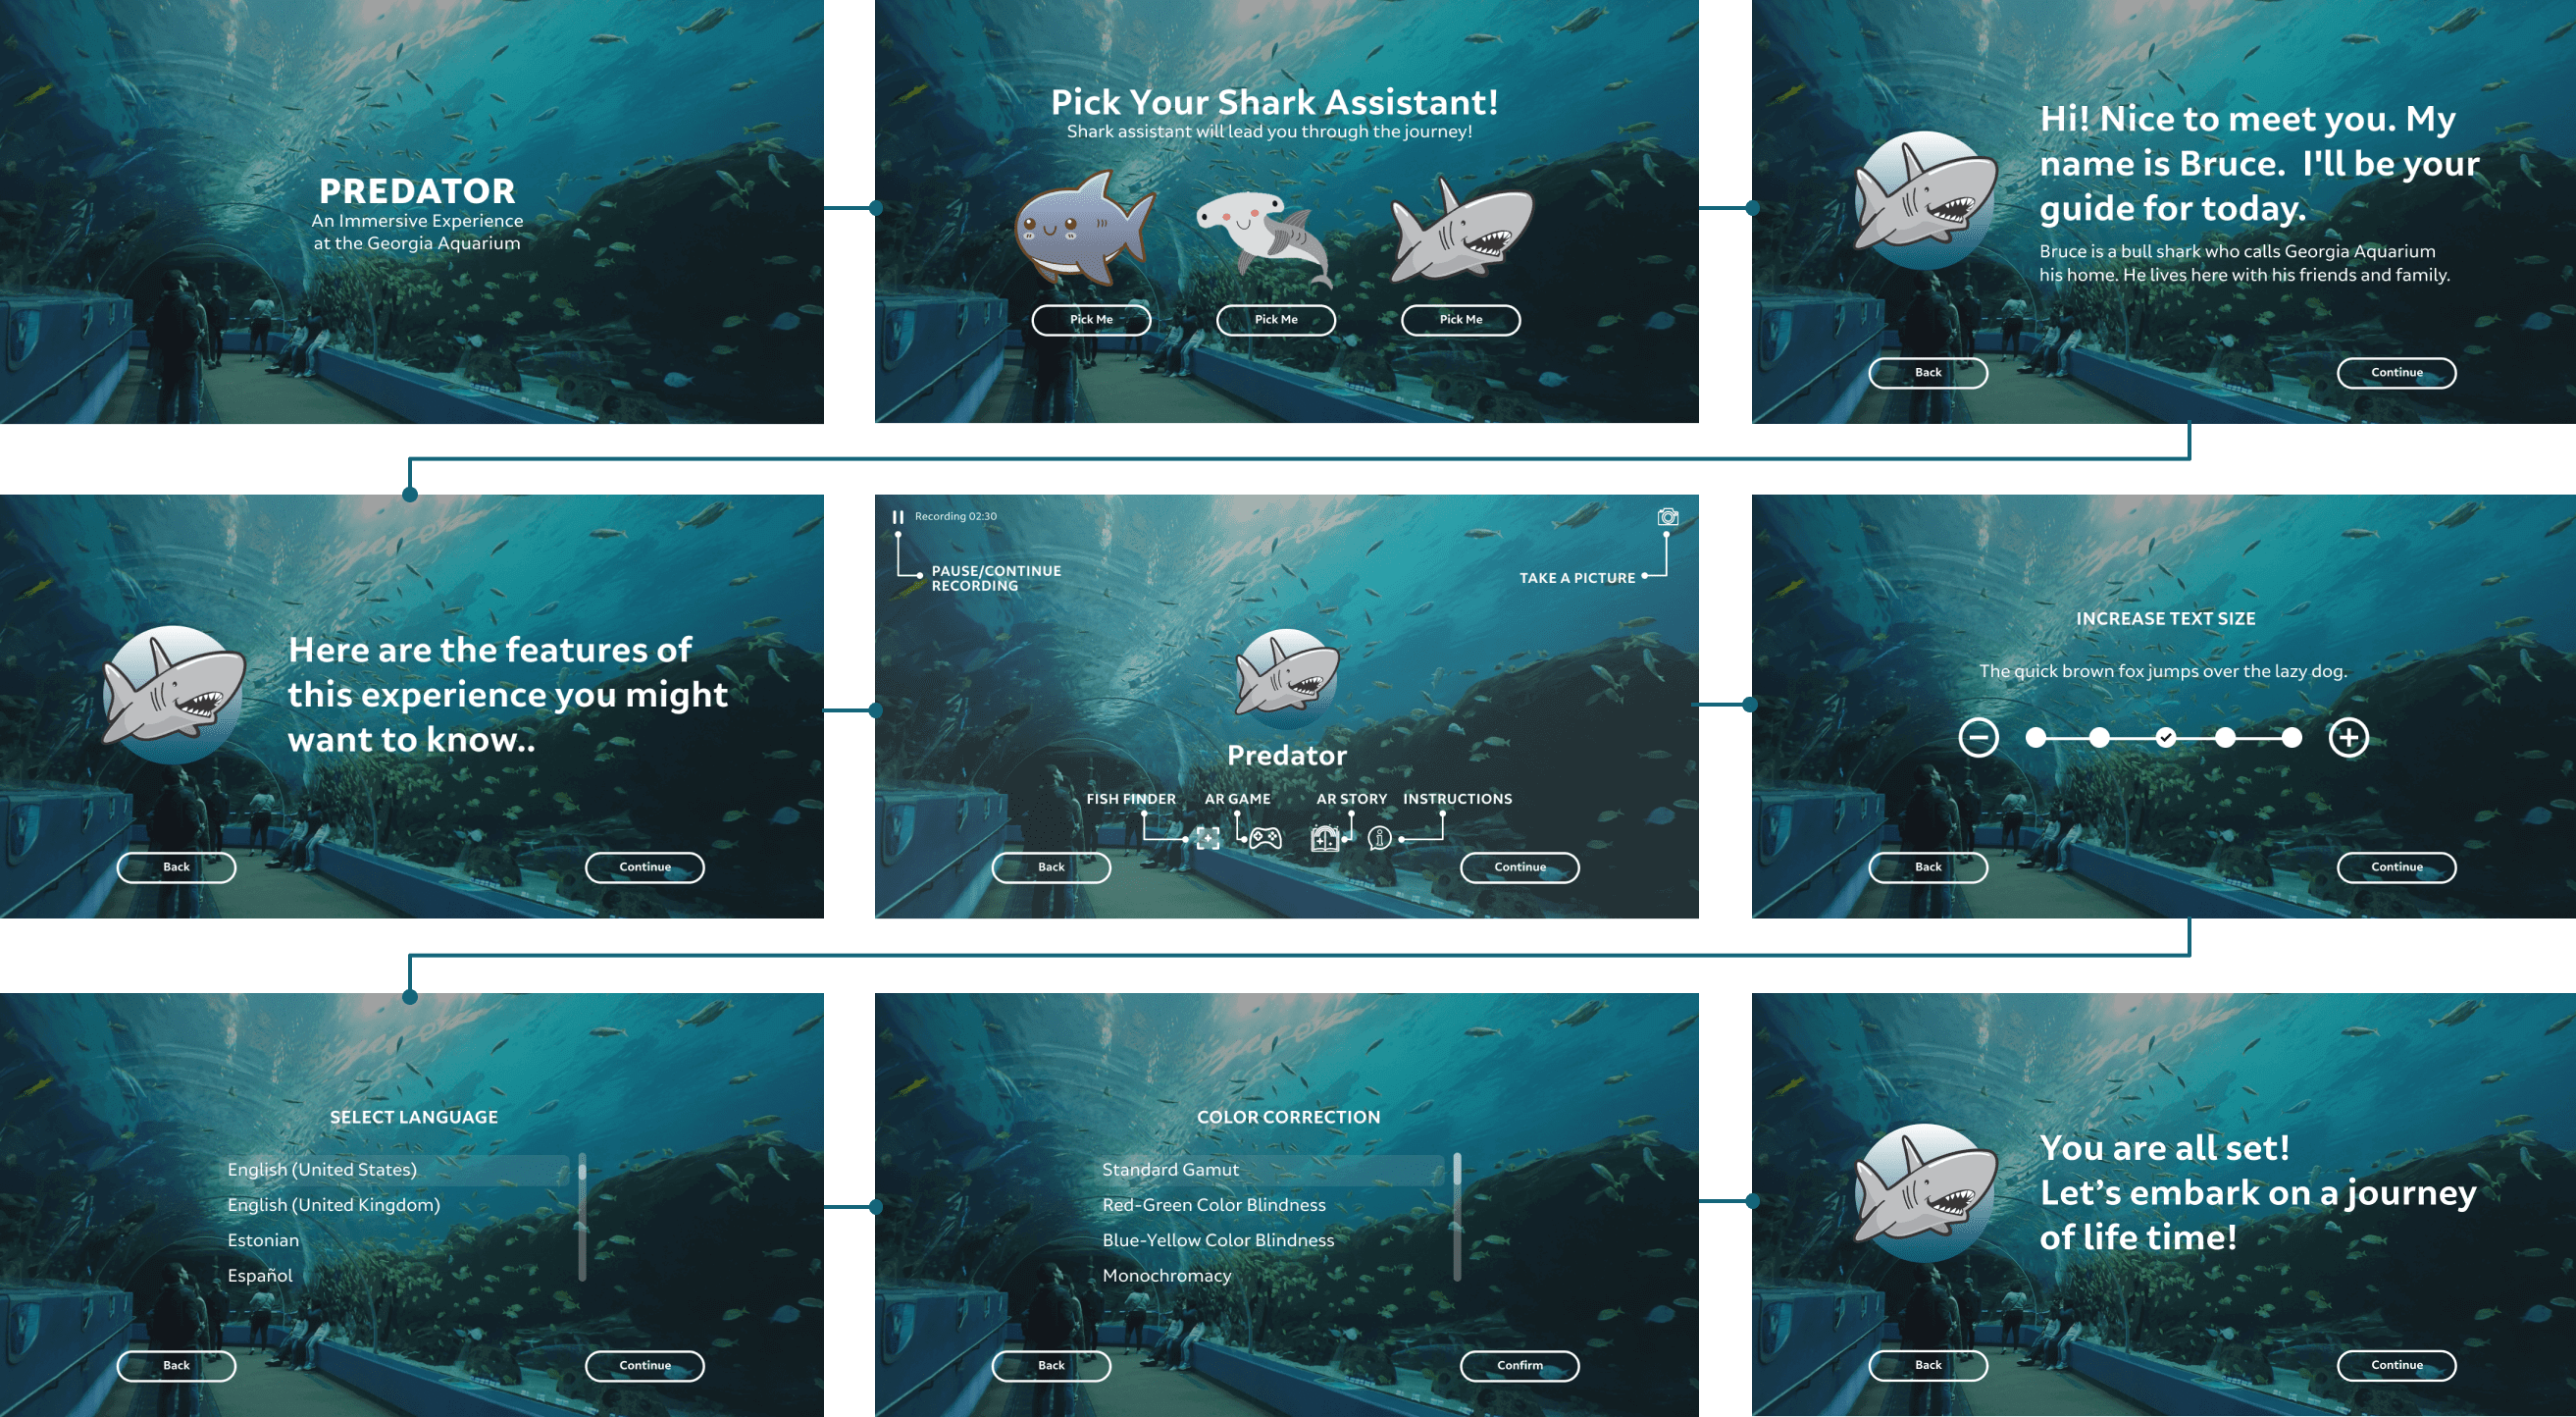 PREDATOR
An Immersive Experience
at the Georgia Aquarium
Pick Your Shark Assistant!
Shark assistant will lead you through the journey!
Pick Me
Pick Me
Pick Me
Hi! Nice to meet you. My
name is Bruce.  I'll be your
guide for today.
Bruce is a bull shark who calls Georgia Aquarium
his home. He lives here with his friends and family.
Back
Continue
Here are the features of
this experience you might
want to know..
Back
Continue
Recording 02:30
PAUSE/CONTINUE
RECORDING
TAKE A PICTURE
Predator
FISH FINDER
AR GAME
AR STORY
INSTRUCTIONS
Back
Continue
INCREASE TEXT SIZE
The quick brown fox jumps over the lazy dog.
Back
Continue
SELECT LANGUAGE
English (United States)
English (United Kingdom)
Estonian
Español
Back
Continue
COLOR CORRECTION
Standard Gamut
Red-Green Color Blindness
Blue-Yellow Color Blindness
Monochromacy
Back
Confirm
You are all set!
Let’s embark on a journey
of life time!
Back
Continue